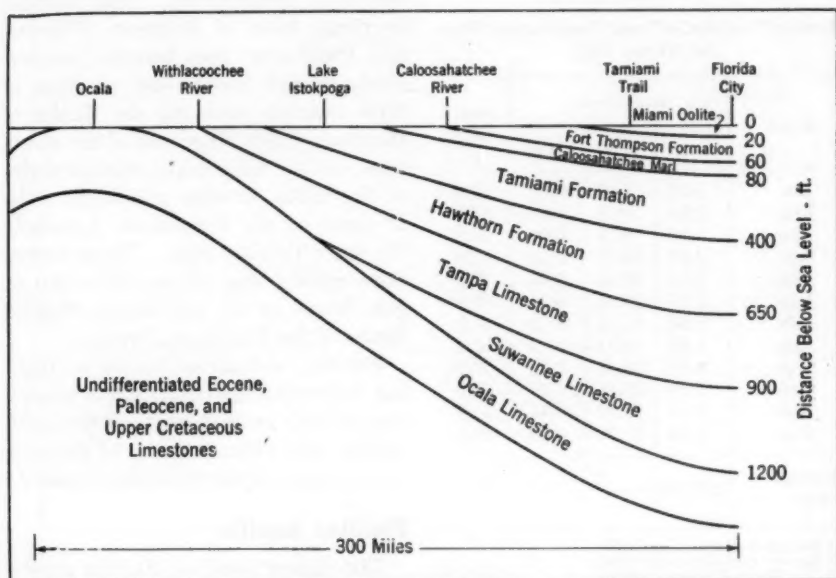 Ocala
Withlacoochee
River
Lake
Istokpoga
Caloosahatchee
River
Tamiami
Trail
Florida
City
Miami Oolite
0
Fort Thompson Formation
20
Caloosahatchee Marl
60
80
Tamiami Formation
400
Hawthorn Formation
650
Tampa Limestone
Suwannee Limestone
900
Ocala Limestone
1200
Distance Below Sea Level - ft.
Undifferentiated Eocene,
Paleocene, and
Upper Cretaceous
Limestones
300 Miles